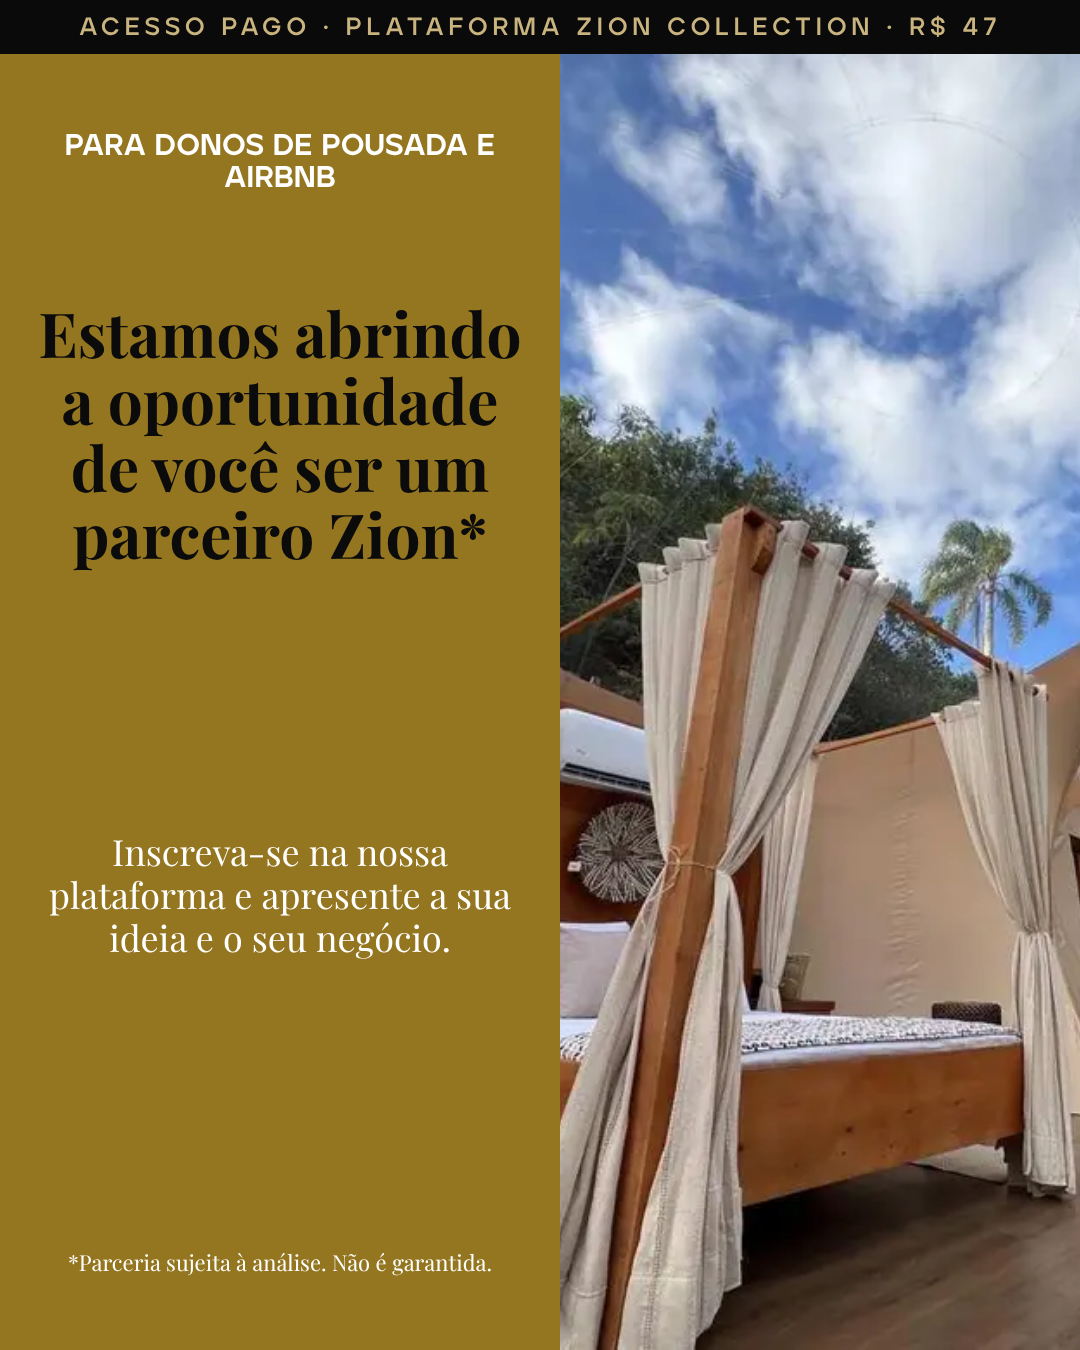 ACESSO PAGO · PLATAFORMA ZION COLLECTION · R$ 47
PARA DONOS DE POUSADA E
AIRBNB
Estamos abrindo
a oportunidade
de você ser um
parceiro Zion*
Inscreva-se na nossa
plataforma e apresente a sua
ideia e o seu negócio.
*Parceria sujeita à análise. Não é garantida.